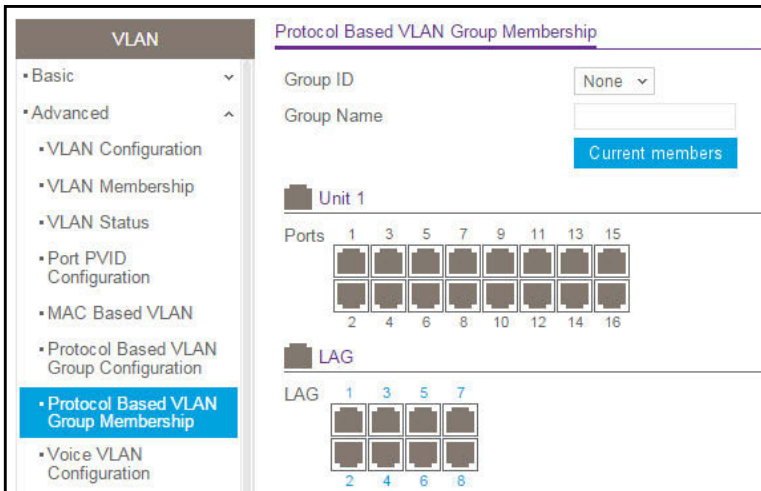 VLAN
Basic
Advanced
VLAN Configuration
VLAN Membership
VLAN Status
Port PVID
Configuration
MAC Based VLAN
Protocol Based VLAN
Group Configuration
Protocol Based VLAN
Group Membership
Voice VLAN
Configuration
Protocol Based VLAN Group Membership
Group ID
None
Group Name
Current members
Unit 1
Ports 1 3 5 7 9 11 13 15
2 4 6 8 10 12 14 16
LAG
LAG 1 3 5 7
2 4 6 8